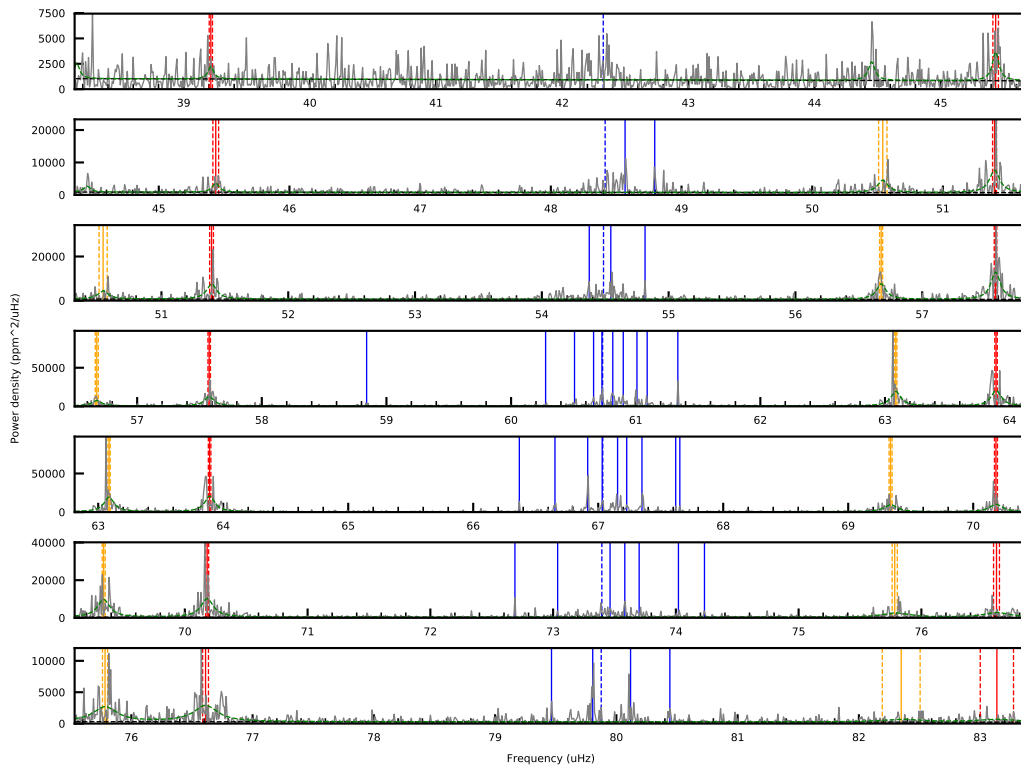 7500
5000
2500
0
39 40 41 42 43 44 45
20000
10000
0
45 46 47 48 49 50 51
20000
0
51 52 53 54 55 56 57
50000
0
57 58 59 60 61 62 63 64
50000
0
63 64 65 66 67 68 69 70
40000
20000
0
70 71 72 73 74 75 76
10000
5000
0
76 77 78 79 80 81 82 83
Power density (ppm^2/uHz)
Frequency (uHz)